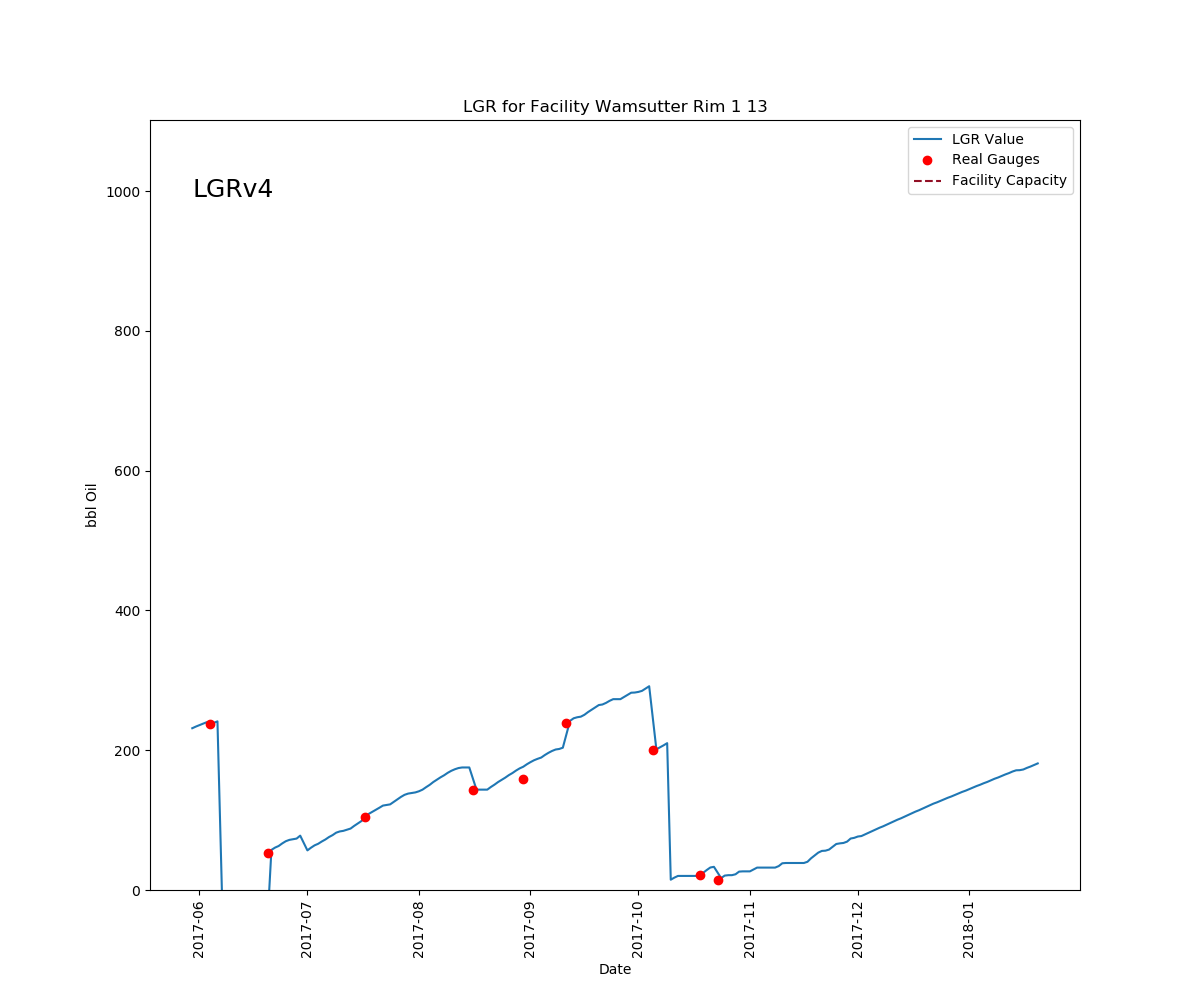 LGR for Facility Wamsutter Rim 1 13
LGRv4
LGR Value
Real Gauges
Facility Capacity
1000
800
600
400
200
0
bbl Oil
2017-06
2017-07
2017-08
2017-09
2017-10
2017-11
2017-12
2018-01
Date